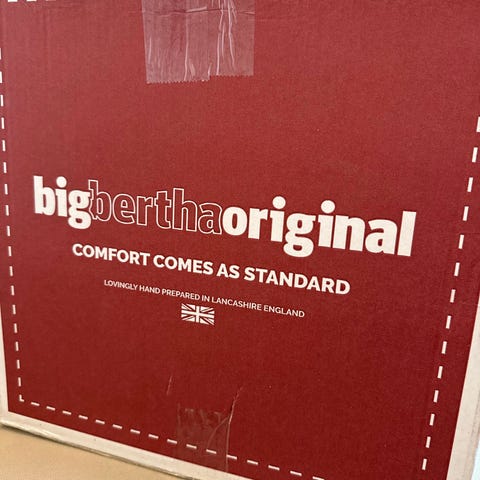 bigberthaoriginal
COMFORT COMES AS STANDARD
LOVINGLY HAND PREPARED IN LANCASHIRE ENGLAND